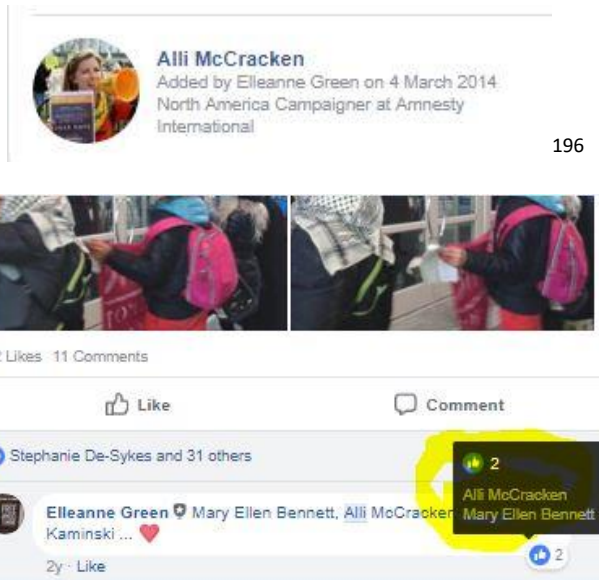 Alli McCracken
Added by Elleanne Green on 4 March 2014
North America Campaigner at Amnesty
International
196
Likes 11 Comments
Like
Comment
Stephanie De-Sykes and 31 others
2
Alli McCracken
Mary Ellen Bennett
Elleanne Green Mary Ellen Bennett, Alli McCracken
Kaminski ...
2
2y · Like